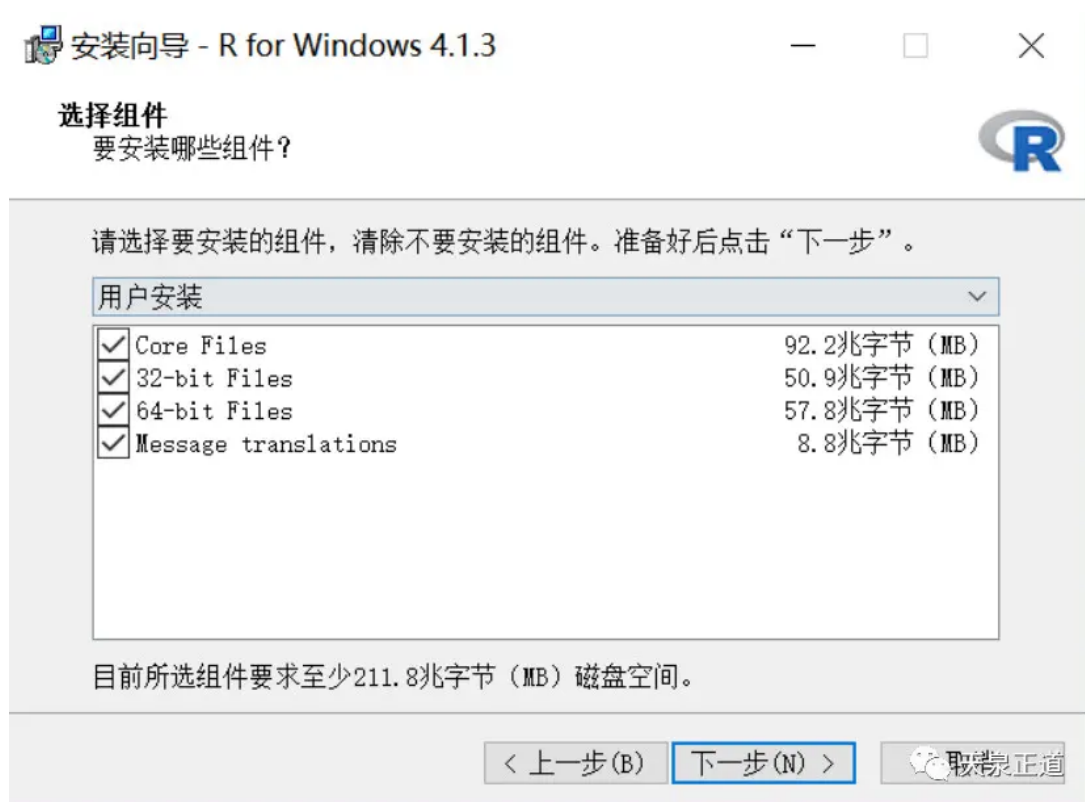 安装向导 - R for Windows 4.1.3
选择组件
要安装哪些组件？
R
请选择要安装的组件，清除不要安装的组件。准备好后点击“下一步”。
用户安装
Core Files 92.2兆字节（MB）
32-bit Files 50.9兆字节（MB）
64-bit Files 57.8兆字节（MB）
Message translations 8.8兆字节（MB）
目前所选组件要求至少211.8兆字节（MB）磁盘空间。
< 上一步(B) 下一步(N) > 取消
泉正道